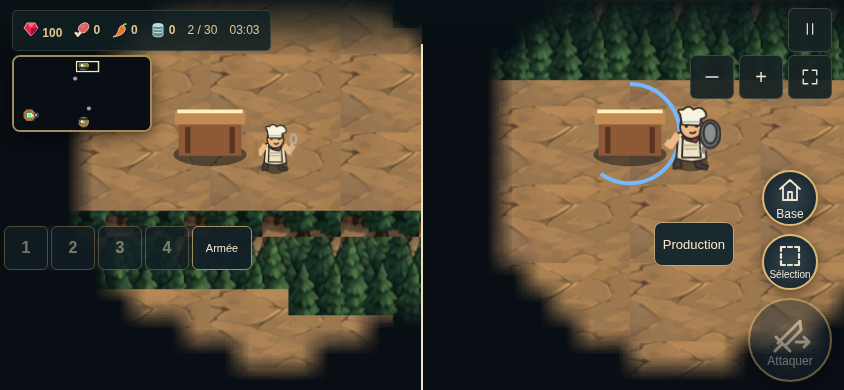 100 0 0 0 2 / 30 03:03
1 2 3 4 Armée
Production
Base
Sélection
Attaquer